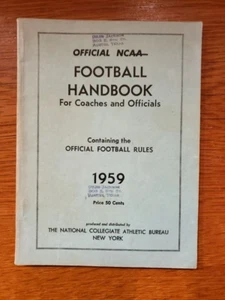 OFFICIAL NCAA
FOOTBALL
HANDBOOK
For Coaches and Officials
Containing the
OFFICIAL FOOTBALL RULES
1959
Price 50 Cents
produced and distributed by
THE NATIONAL COLLEGIATE ATHLETIC BUREAU
NEW YORK